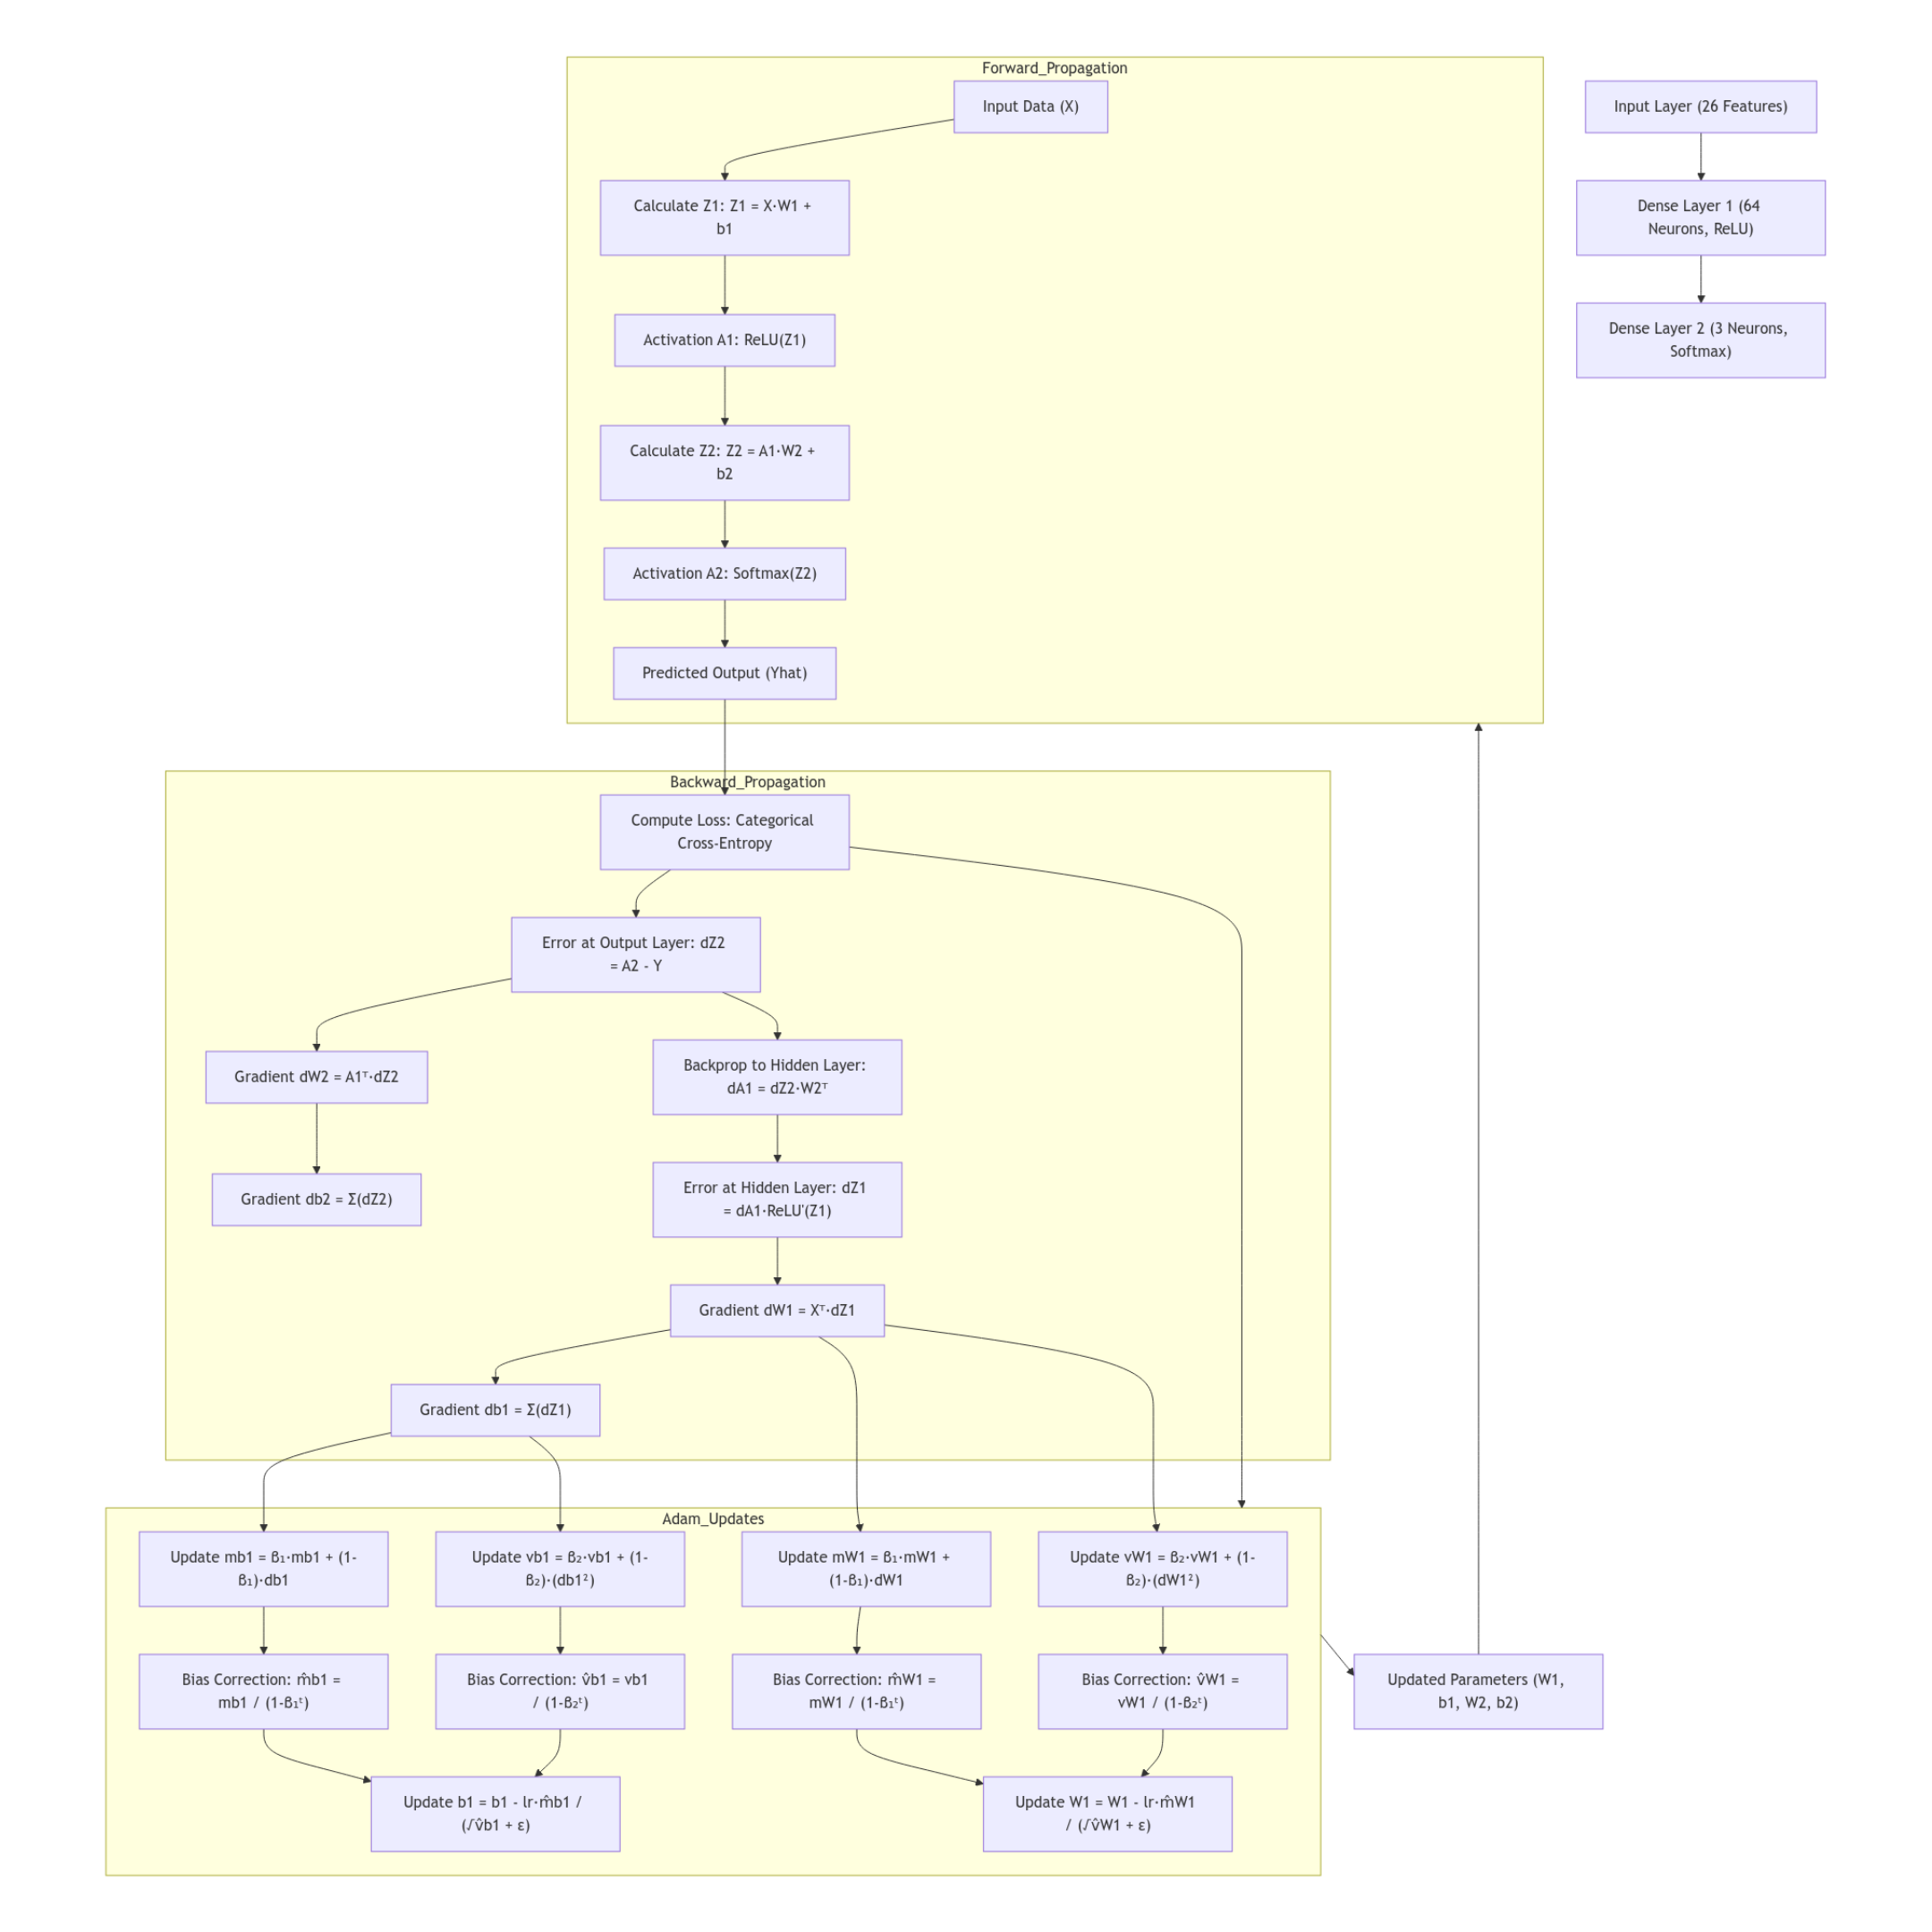 Forward_Propagation
Input Data (X)
Calculate Z1: Z1 = X·W1 +
b1
Activation A1: ReLU(Z1)
Calculate Z2: Z2 = A1·W2 +
b2
Activation A2: Softmax(Z2)
Predicted Output (Yhat)
Input Layer (26 Features)
Dense Layer 1 (64
Neurons, ReLU)
Dense Layer 2 (3 Neurons,
Softmax)
Backward_Propagation
Compute Loss: Categorical
Cross-Entropy
Error at Output Layer: dZ2
= A2 - Y
Gradient dW2 = A1ᵀ·dZ2
Gradient db2 = Σ(dZ2)
Backprop to Hidden Layer:
dA1 = dZ2·W2ᵀ
Error at Hidden Layer: dZ1
= dA1·ReLU'(Z1)
Gradient dW1 = Xᵀ·dZ1
Gradient db1 = Σ(dZ1)
Adam_Updates
Update mb1 = β₁·mb1 + (1-
β₁)·db1
Update vb1 = β₂·vb1 + (1-
β₂)·(db1²)
Update mW1 = β₁·mW1 +
(1-β₁)·dW1
Update vW1 = β₂·vW1 + (1-
β₂)·(dW1²)
Bias Correction: m̂b1 =
mb1 / (1-β₁ᵗ)
Bias Correction: v̂b1 = vb1
/ (1-β₂ᵗ)
Bias Correction: m̂W1 =
mW1 / (1-β₁ᵗ)
Bias Correction: v̂W1 =
vW1 / (1-β₂ᵗ)
Update b1 = b1 - lr·m̂b1 /
(√v̂b1 + ε)
Update W1 = W1 - lr·m̂W1
/ (√v̂W1 + ε)
Updated Parameters (W1,
b1, W2, b2)